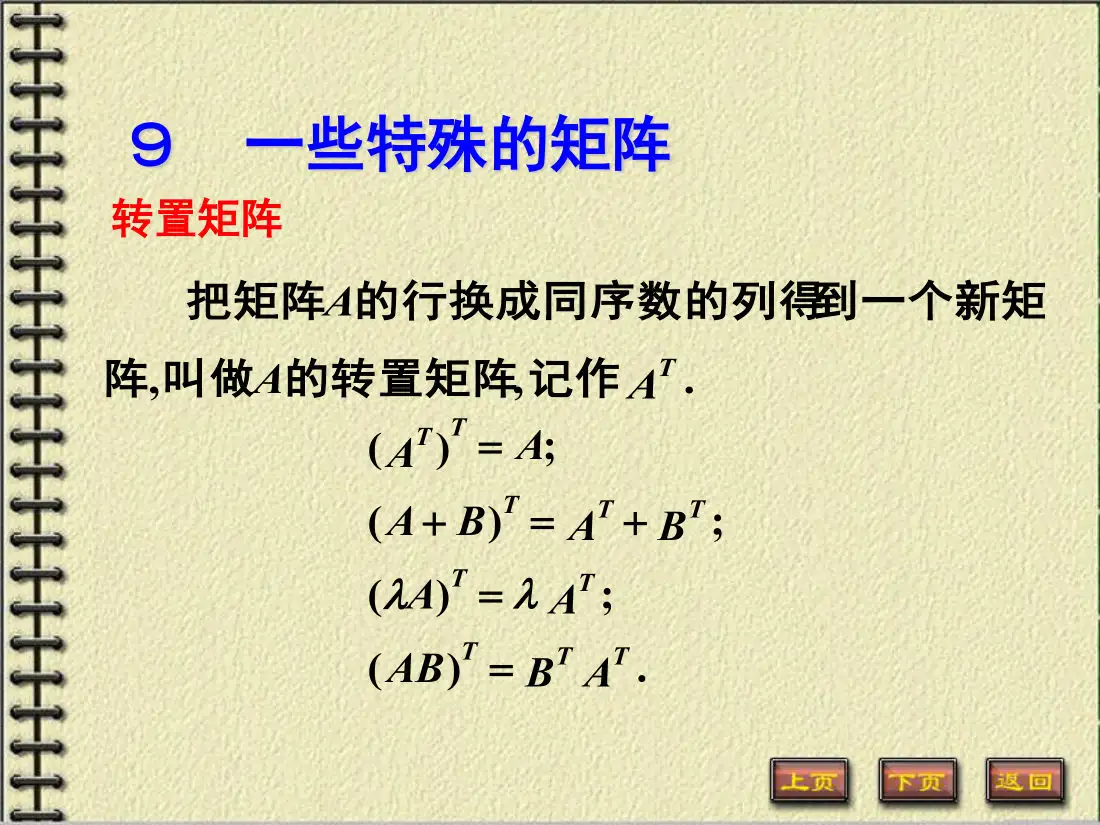 9 一些特殊的矩阵
转置矩阵
把矩阵A的行换成同序数的列得到一个新矩
阵,叫做A的转置矩阵,记作 A^T .
(A^T)^T = A;
(A + B)^T = A^T + B^T ;
(λA)^T = λ A^T ;
(AB)^T = B^T A^T .
上页 下页 返回